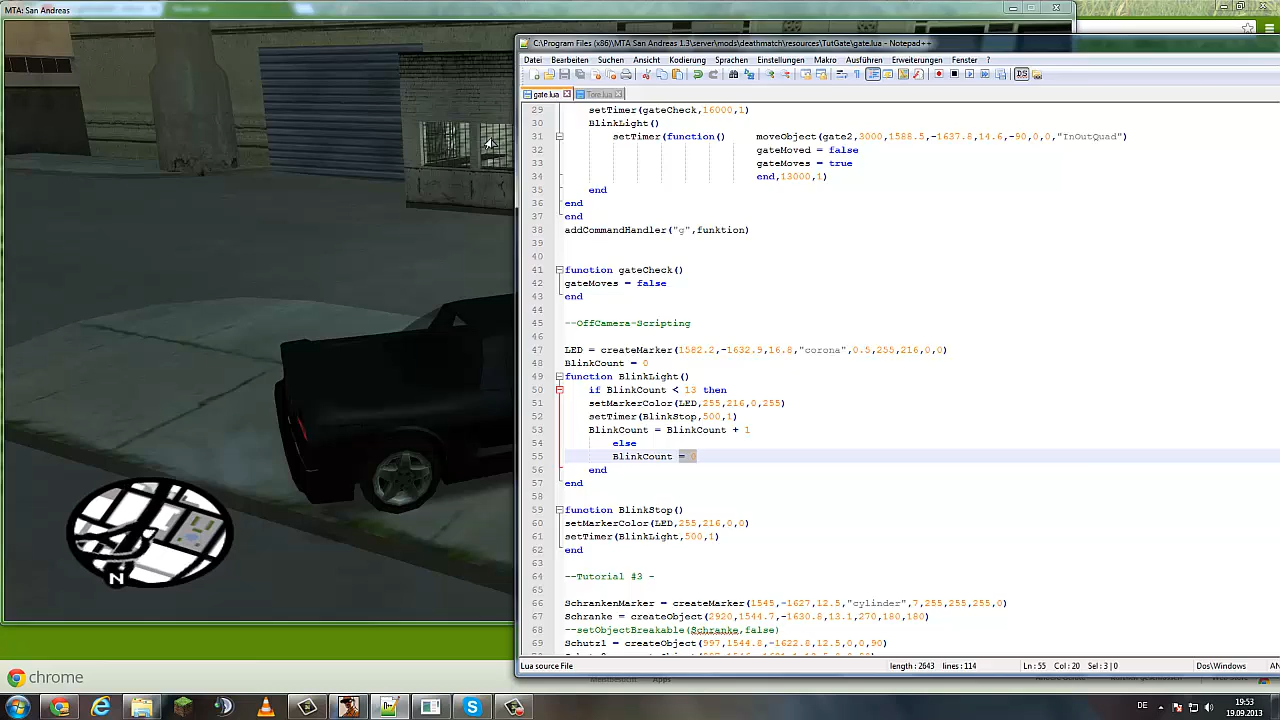 MTA: San Andreas
C:\Program Files (x86)\MTA San Andreas 1.3\server\mods\deathmatch\resources\TutGate\gate.lua - Notepad++
Datei Bearbeiten Suchen Ansicht Kodierung Sprachen Einstellungen Makro Ausführen Erweiterungen Fenster ?
gate.lua Tore.lua
29 setTimer(gateCheck,16000,1)
30 BlinkLight()
31 setTimer(function() moveObject(gate2,3000,1588.5,-1637.8,14.6,-90,0,0,"InOutQuad")
32 gateMoved = false
33 gateMoves = true
34 end,13000,1)
35 end
36 end
37 end
38 addCommandHandler("g",funktion)
39
40
41 function gateCheck()
42 gateMoves = false
43 end
44
45 --OffCamera-Scripting
46
47 LED = createMarker(1582.2,-1632.9,16.8,"corona",0.5,255,216,0,0)
48 BlinkCount = 0
49 function BlinkLight()
50 if BlinkCount < 13 then
51 setMarkerColor(LED,255,216,0,255)
52 setTimer(BlinkStop,500,1)
53 BlinkCount = BlinkCount + 1
54 else
55 BlinkCount = 0
56 end
57 end
58
59 function BlinkStop()
60 setMarkerColor(LED,255,216,0,0)
61 setTimer(BlinkLight,500,1)
62 end
63
64 --Tutorial #3 -
65
66 SchrankenMarker = createMarker(1545,-1627,12.5,"cylinder",7,255,255,255,0)
67 Schranke = createObject(2920,1544.7,-1630.8,13.1,270,180,180)
68 --setObjectBreakable(Schranke,false)
69 Schutz1 = createObject(997,1544.8,-1622.8,12.5,0,0,90)
N
Lua source File length : 2643 lines : 114 Ln : 55 Col : 20 Sel : 3 | 0 Dos\Windows
chrome
Apps
DE
19:53
19.09.2013